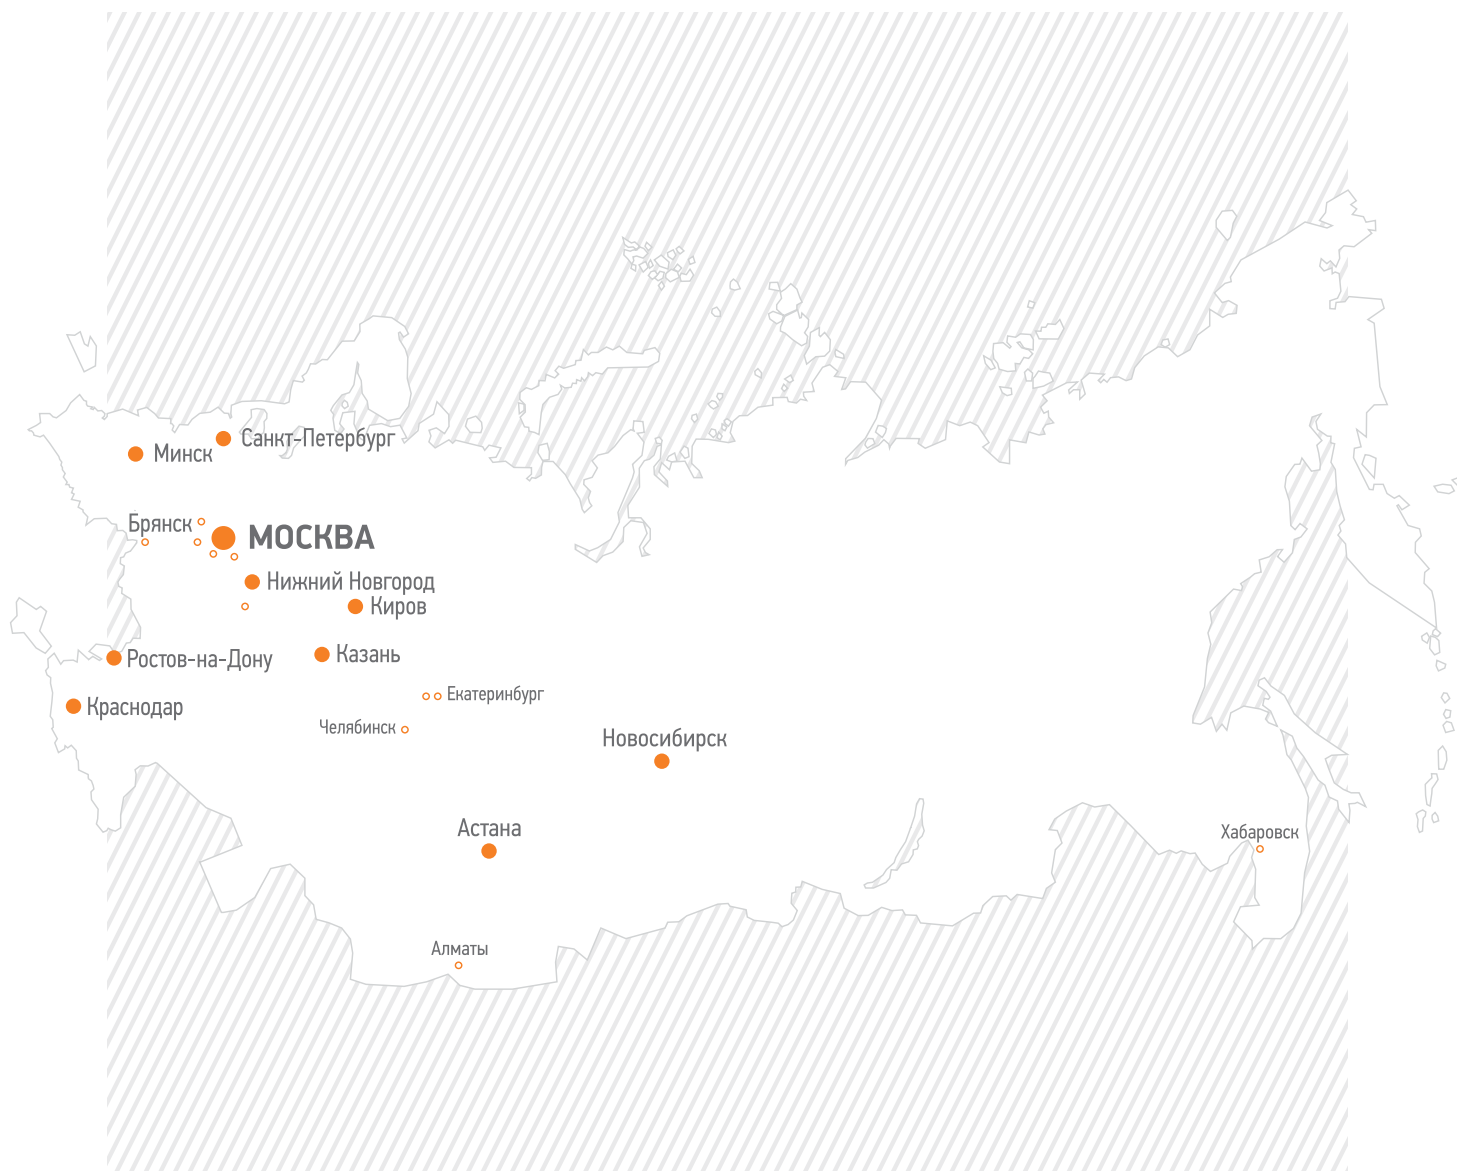 Санкт-Петербург
Минск
Брянск
МОСКВА
Нижний Новгород
Киров
Казань
Ростов-на-Дону
Екатеринбург
Краснодар
Челябинск
Новосибирск
Астана
Хабаровск
Алматы